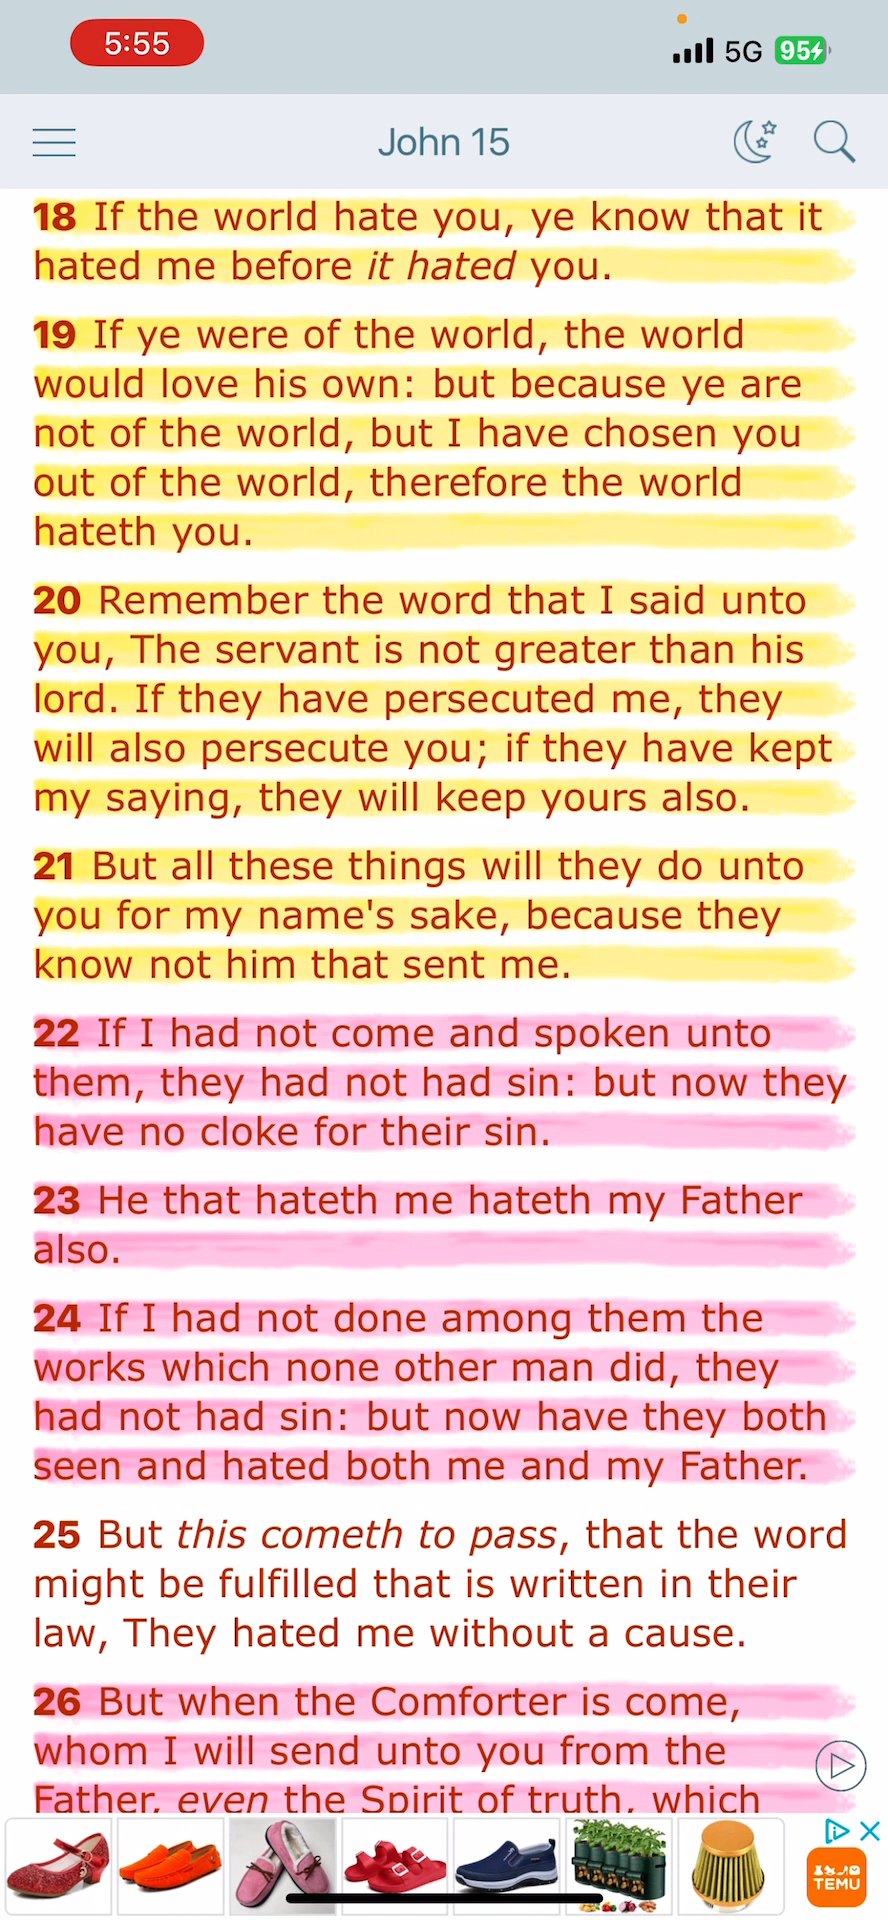 5:55
5G 95
John 15
18 If the world hate you, ye know that it
hated me before it hated you.
19 If ye were of the world, the world
would love his own: but because ye are
not of the world, but I have chosen you
out of the world, therefore the world
hateth you.
20 Remember the word that I said unto
you, The servant is not greater than his
lord. If they have persecuted me, they
will also persecute you; if they have kept
my saying, they will keep yours also.
21 But all these things will they do unto
you for my name's sake, because they
know not him that sent me.
22 If I had not come and spoken unto
them, they had not had sin: but now they
have no cloke for their sin.
23 He that hateth me hateth my Father
also.
24 If I had not done among them the
works which none other man did, they
had not had sin: but now have they both
seen and hated both me and my Father.
25 But this cometh to pass, that the word
might be fulfilled that is written in their
law, They hated me without a cause.
26 But when the Comforter is come,
whom I will send unto you from the
Father, even the Spirit of truth, which
TEMU